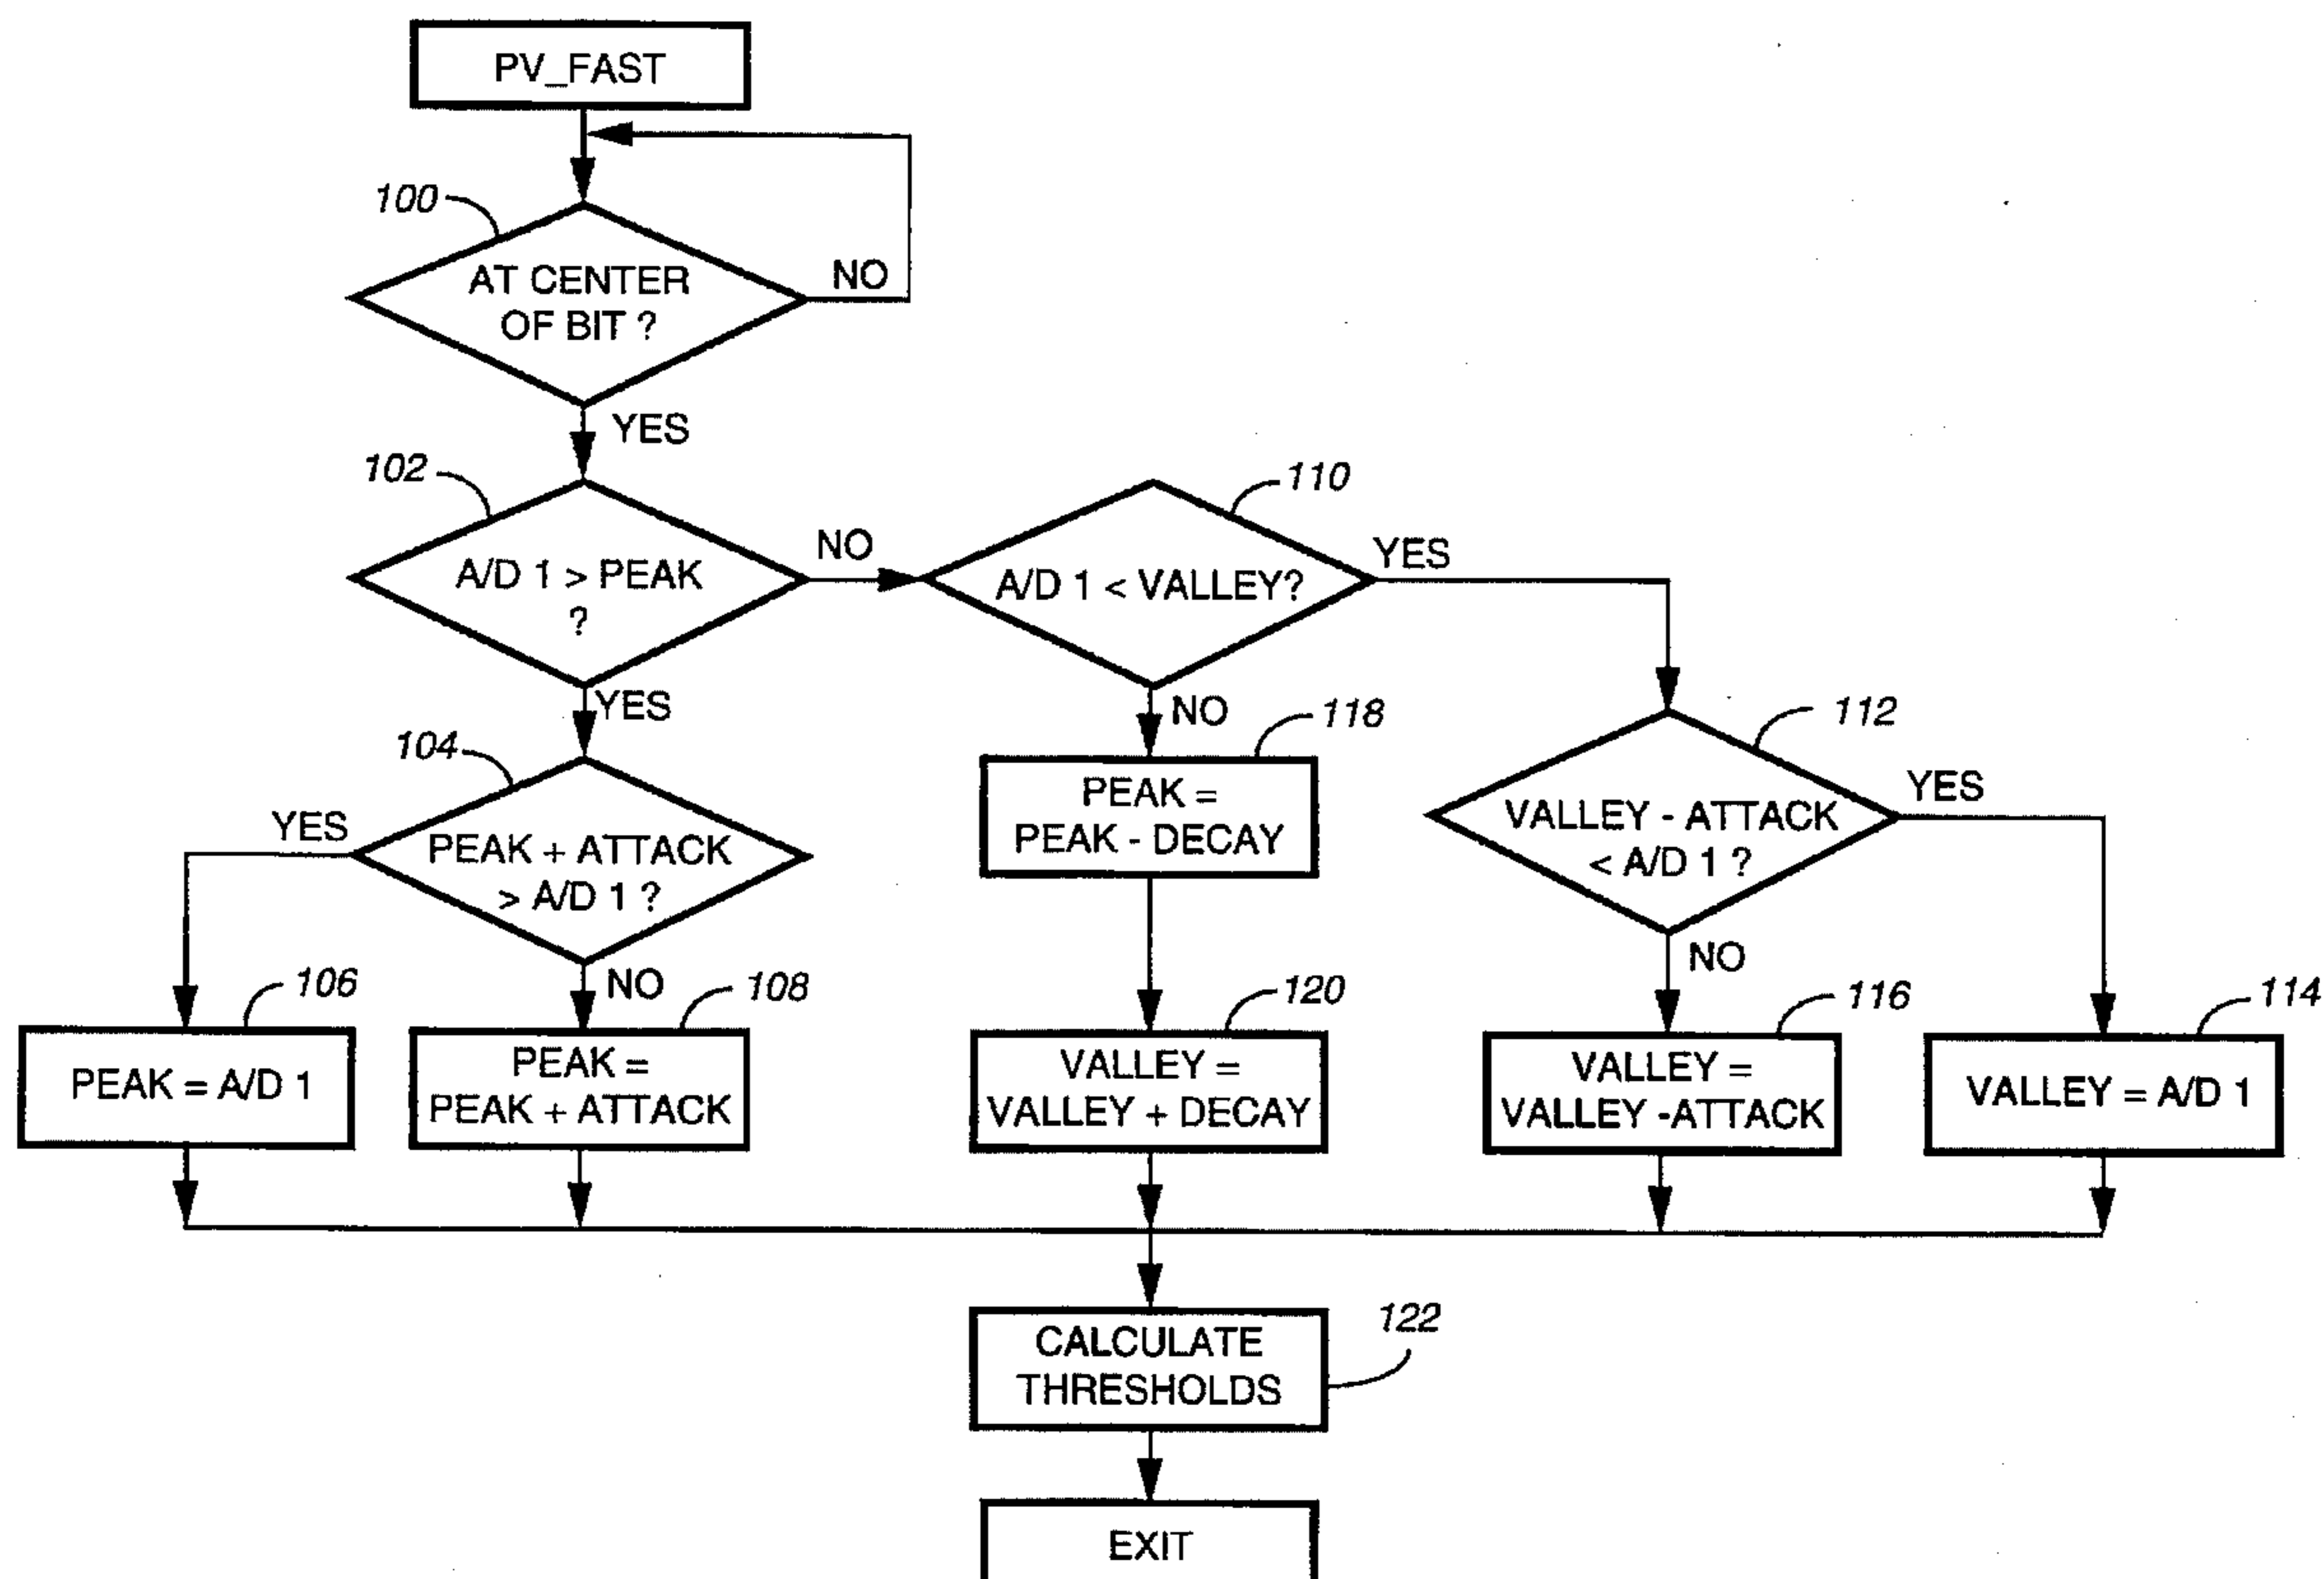 PV_FAST
100
AT CENTER
OF BIT ?
NO
YES
102
A/D 1 > PEAK
?
NO
110
A/D 1 < VALLEY?
YES
YES
104
PEAK + ATTACK
> A/D 1 ?
YES
NO
118
PEAK =
PEAK - DECAY
112
VALLEY - ATTACK
< A/D 1 ?
YES
NO
106
PEAK = A/D 1
NO
108
PEAK =
PEAK + ATTACK
120
VALLEY =
VALLEY + DECAY
116
VALLEY =
VALLEY -ATTACK
114
VALLEY = A/D 1
CALCULATE
THRESHOLDS
122
EXIT